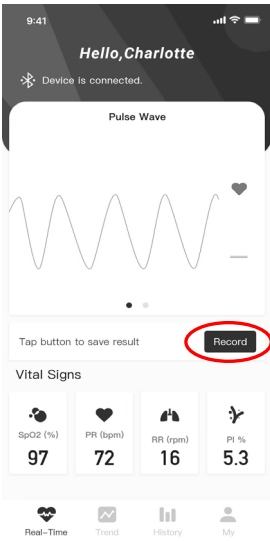 9:41
Hello,Charlotte
Device is connected.
Pulse Wave
Tap button to save result
Record
Vital Signs
SpO2 (%)
PR (bpm)
RR (rpm)
PI %
97
72
16
5.3
Real-Time
Trend
History
My